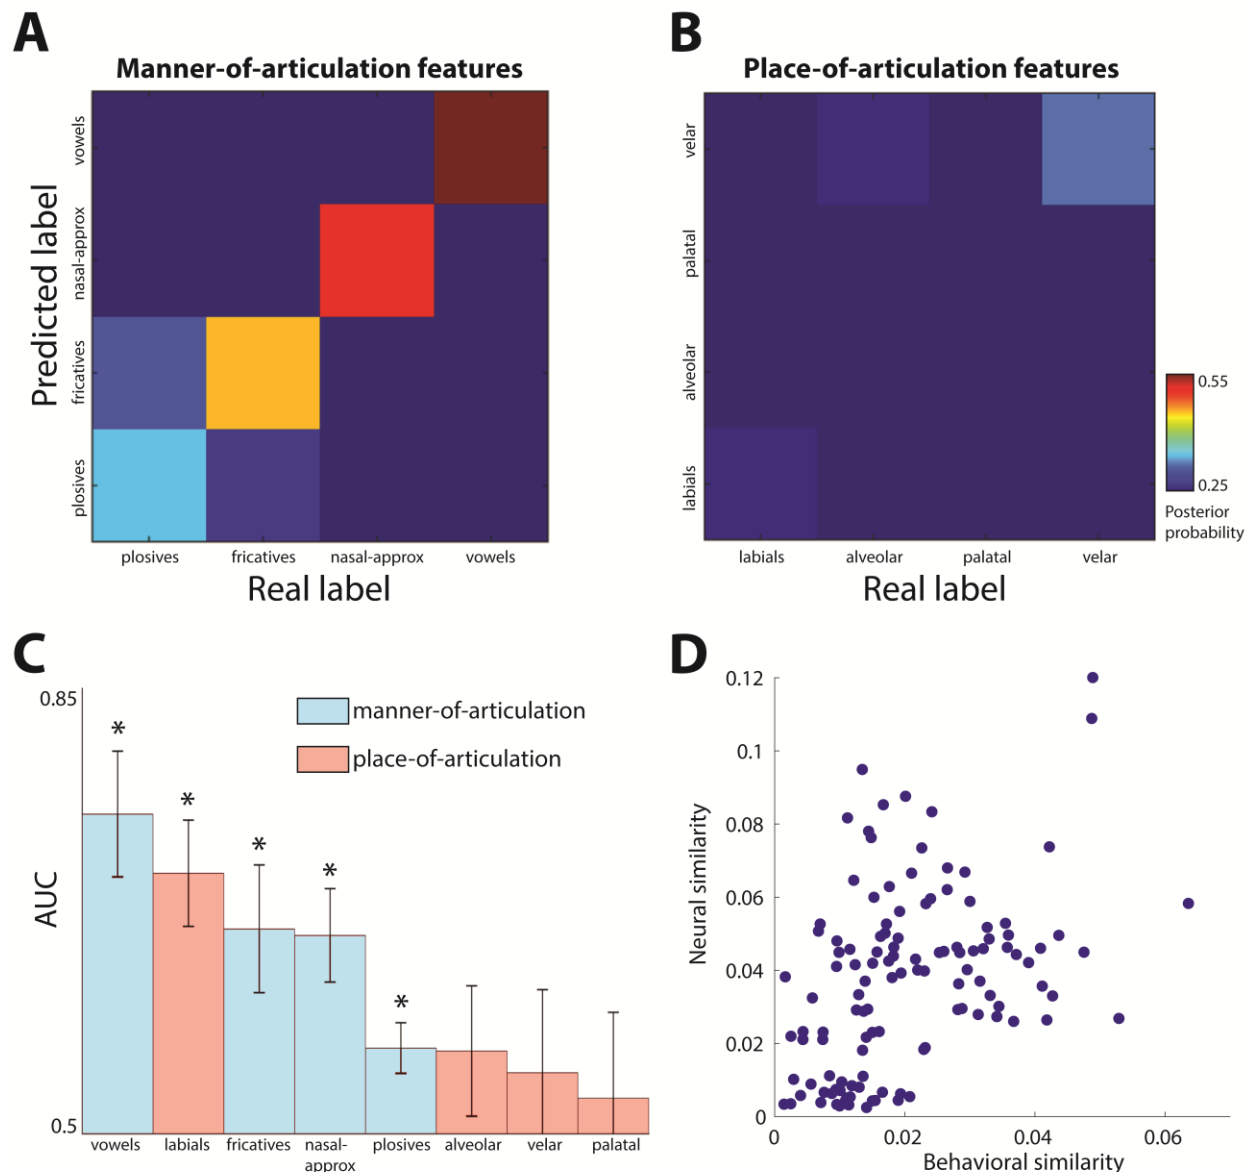 A
Manner-of-articulation features
Predicted label
vowels
nasal-approx
fricatives
plosives
plosives fricatives nasal-approx vowels
Real label
B
Place-of-articulation features
velar
palatal
alveolar
labials
labials alveolar palatal velar
Real label
0.55
0.25
Posterior
probability
C
0.85
AUC
0.5
manner-of-articulation
place-of-articulation
* * * * *
vowels labials fricatives nasal- plosives alveolar velar palatal
approx
D
Neural similarity
0.12
0.1
0.08
0.06
0.04
0.02
0
0 0.02 0.04 0.06
Behavioral similarity